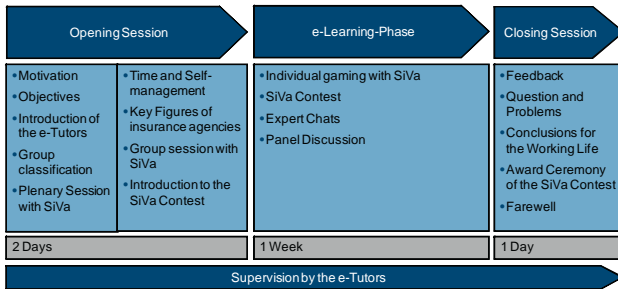 Opening Session
e-Learning-Phase
Closing Session
•Motivation
•Objectives
•Introduction of
the e-Tutors
•Group
classification
•Plenary Session
with SiVa
•Time and Self-
management
•Key Figures of
insurance agencies
•Group session with
SiVa
•Introduction to the
SiVa Contest
•Individual gaming with SiVa
•SiVa Contest
•Expert Chats
•Panel Discussion
•Feedback
•Question and
Problems
•Conclusions for
the Working Life
•Award Ceremony
of the SiVa Contest
•Farewell
2 Days
1 Week
1 Day
Supervision by the e-Tutors